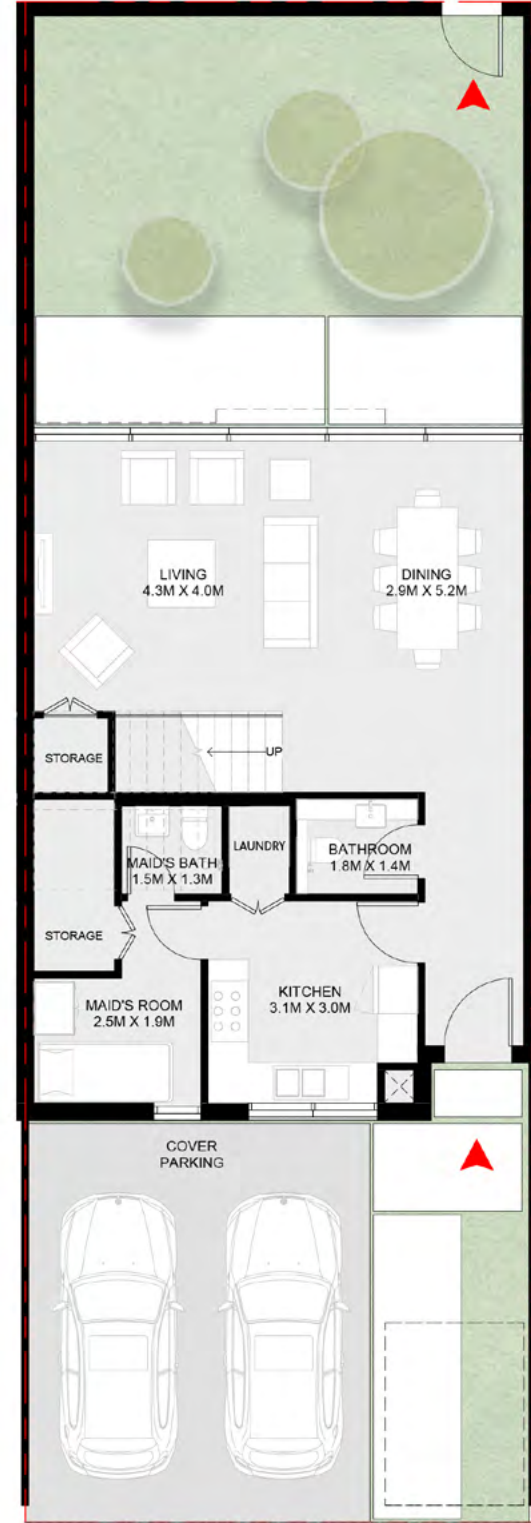 LIVING
4.3M X 4.0M
DINING
2.9M X 5.2M
STORAGE
UP
MAID'S BATH
1.5M X 1.3M
LAUNDRY
BATHROOM
1.8M X 1.4M
STORAGE
MAID'S ROOM
2.5M X 1.9M
KITCHEN
3.1M X 3.0M
COVER
PARKING